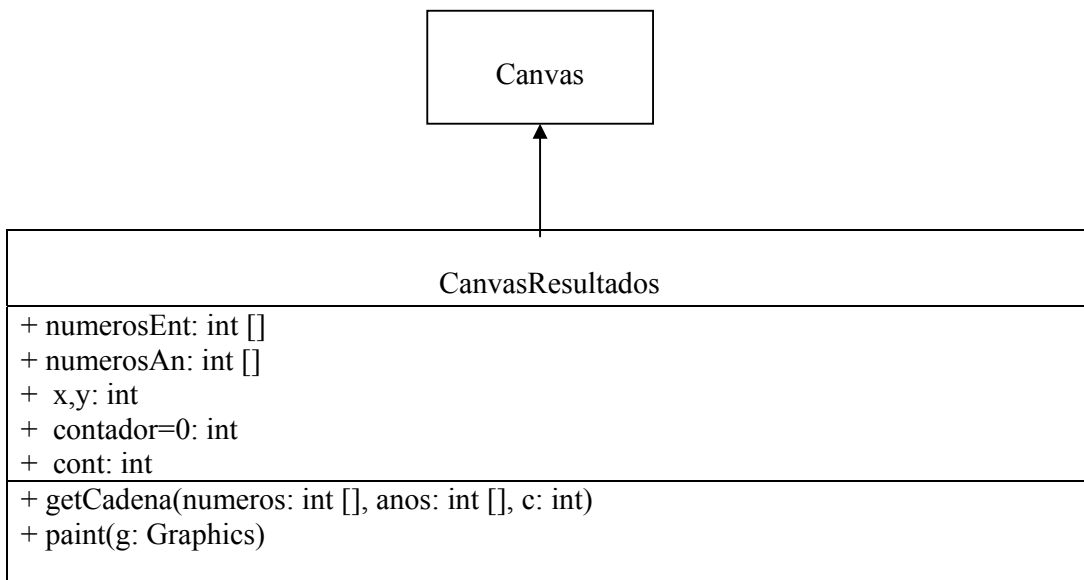 Canvas
CanvasResultados
+ numerosEnt: int []
+ numerosAn: int []
+ x,y: int
+ contador=0: int
+ cont: int
+ getCadena(numeros: int [], anos: int [], c: int)
+ paint(g: Graphics)